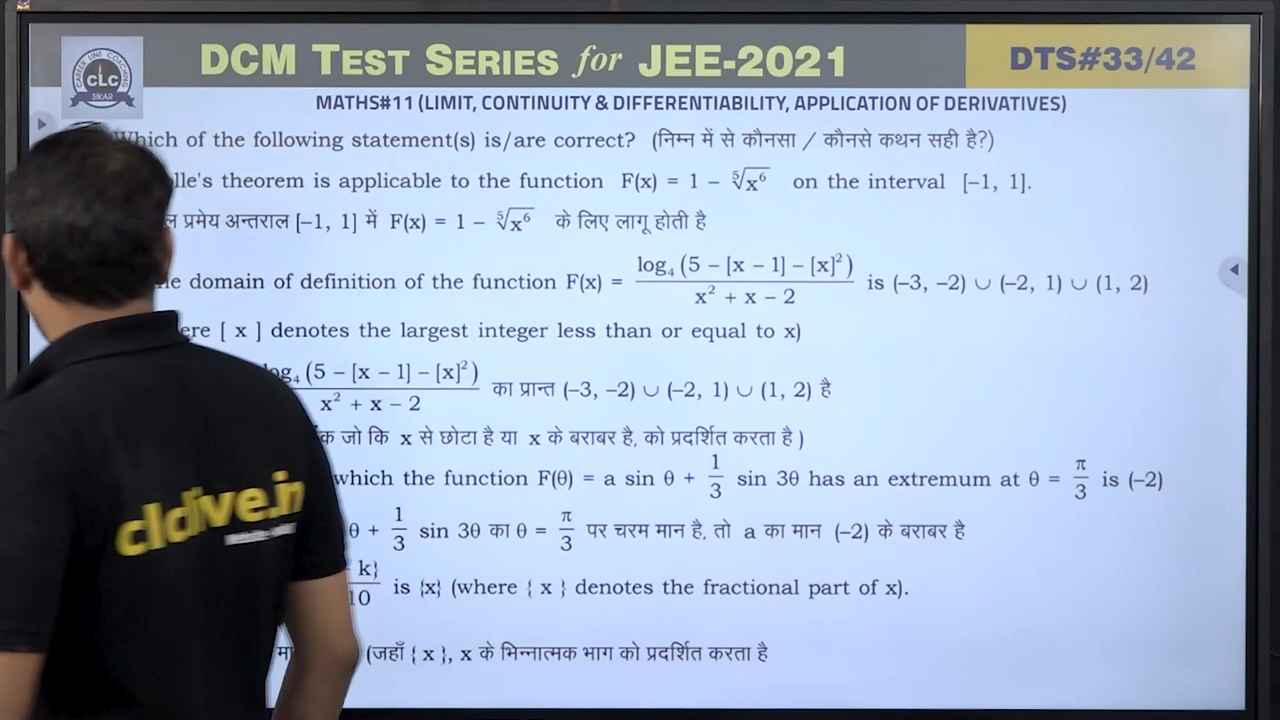 CAREER LINE COACHING
CLC
SIKAR
DCM TEST SERIES for JEE-2021
DTS#33/42
MATHS#11 (LIMIT, CONTINUITY & DIFFERENTIABILITY, APPLICATION OF DERIVATIVES)
Which of the following statement(s) is/are correct? (निम्न में से कौनसा / कौनसे कथन सही है?)
lle's theorem is applicable to the function F(x) = 1 − ⁵√x⁶ on the interval [−1, 1].
प्रमेय अन्तराल [−1, 1] में F(x) = 1 − ⁵√x⁶ के लिए लागू होती है
domain of definition of the function F(x) = log₄ (5 − [x − 1] − [x]²) / x² + x − 2 is (−3, −2) ∪ (−2, 1) ∪ (1, 2)
ere [ x ] denotes the largest integer less than or equal to x)
log₄ (5 − [x − 1] − [x]²) / x² + x − 2 का प्रान्त (−3, −2) ∪ (−2, 1) ∪ (1, 2) है
क जो कि x से छोटा है या x के बराबर है, को प्रदर्शित करता है )
which the function F(θ) = a sin θ + 1/3 sin 3θ has an extremum at θ = π/3 is (−2)
θ + 1/3 sin 3θ का θ = π/3 पर चरम मान है, तो a का मान (−2) के बराबर है
k} / 10 is {x} (where { x } denotes the fractional part of x).
(जहाँ { x }, x के भिन्नात्मक भाग को प्रदर्शित करता है
clclive.in